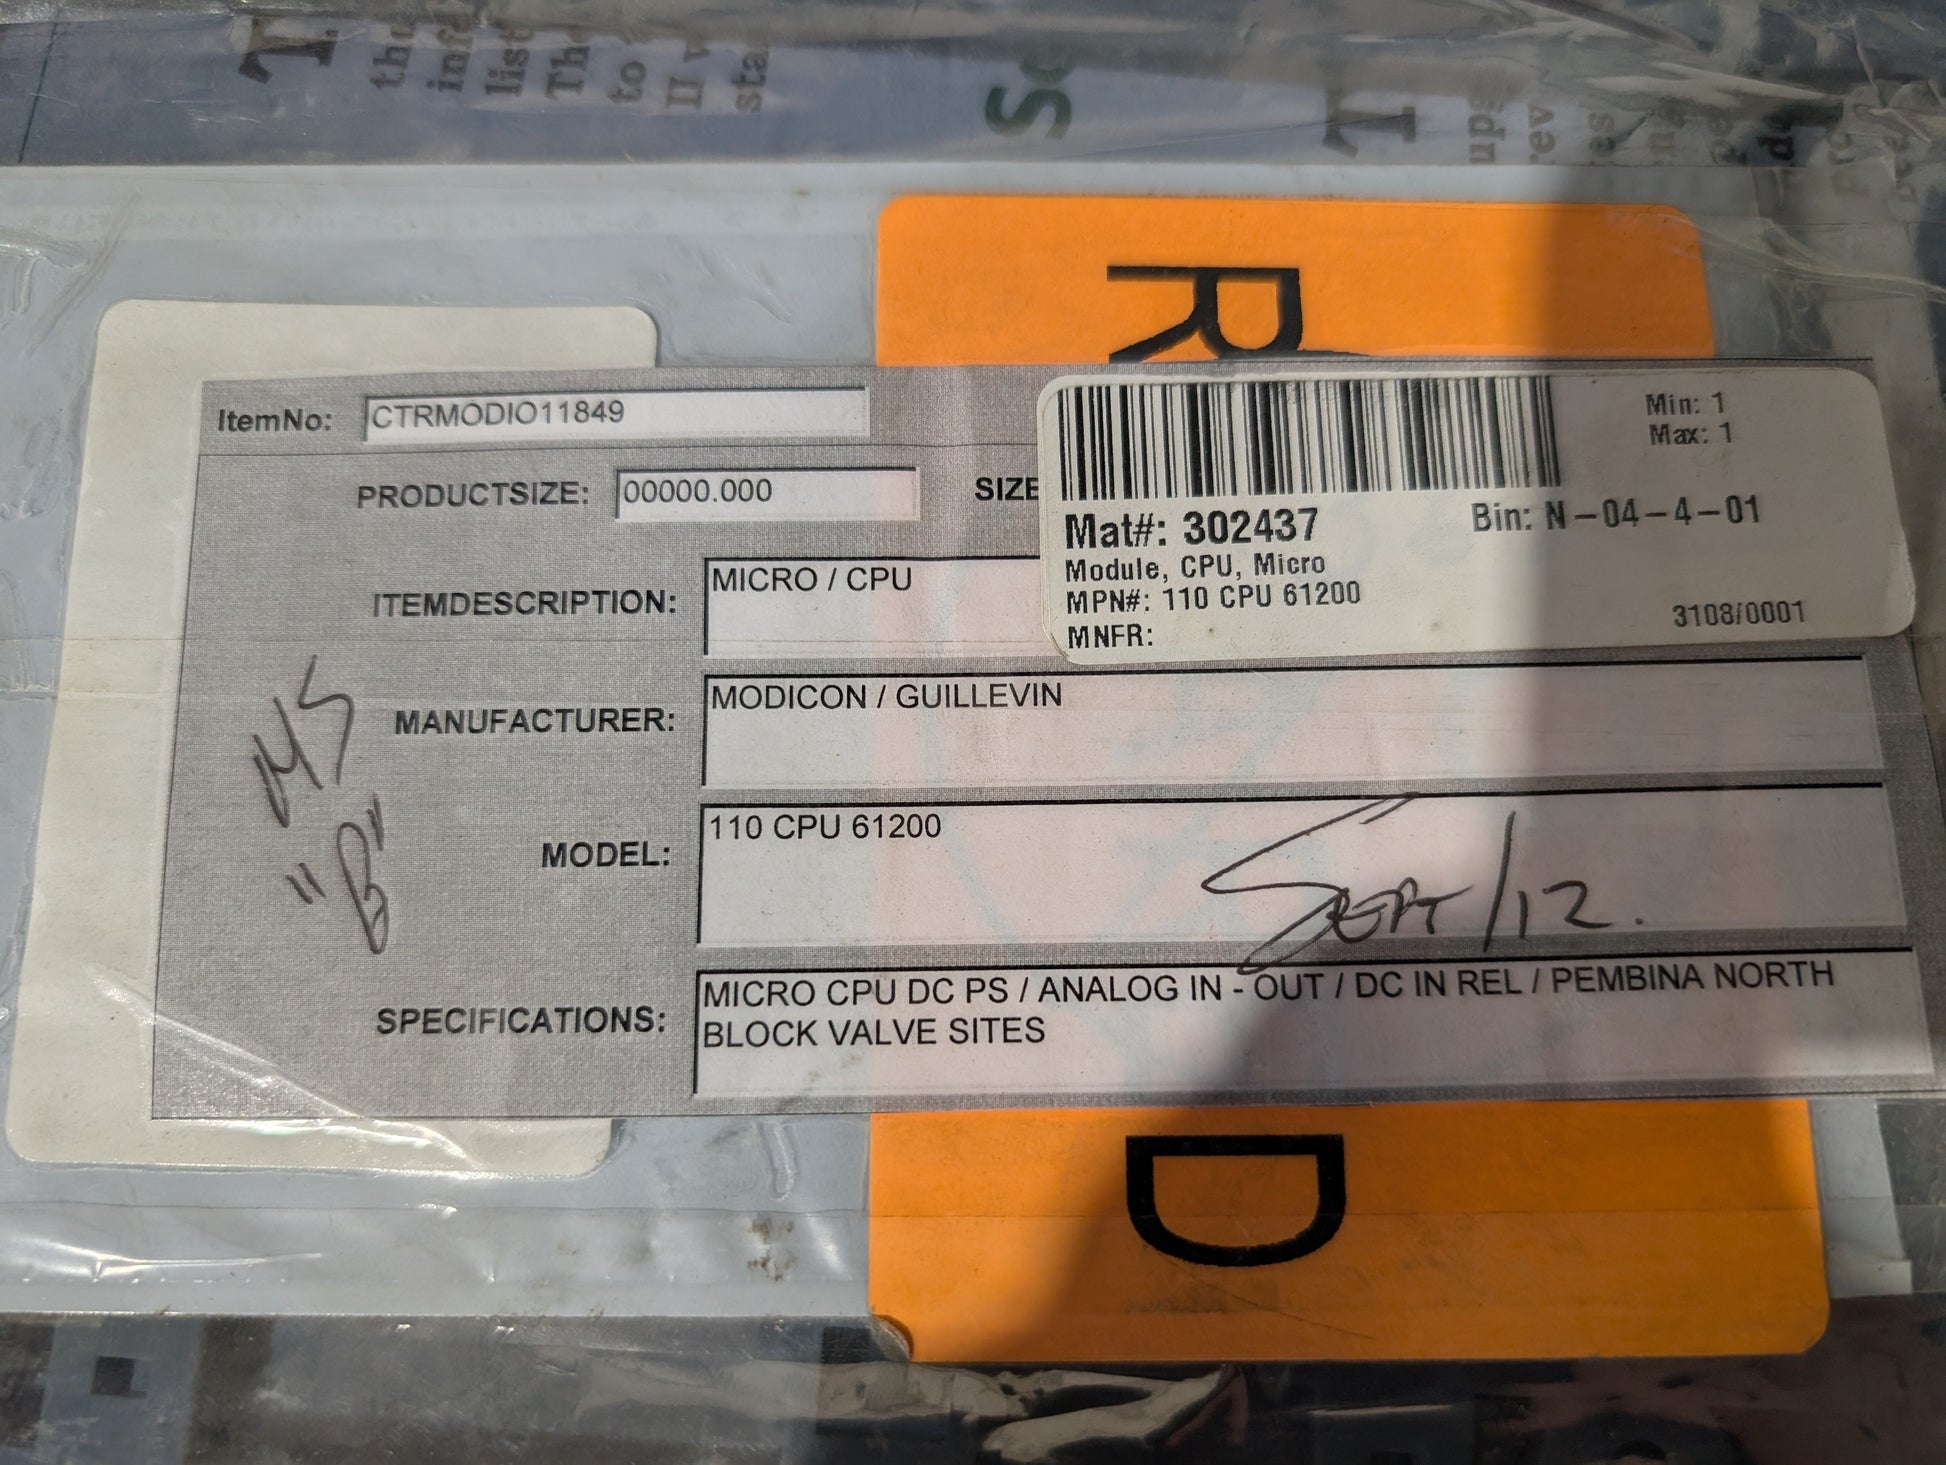 T
So
T
R
ItemNo: CTRMODIO11849
PRODUCTSIZE: 00000.000
SIZE
ITEMDESCRIPTION: MICRO / CPU
Min: 1
Max: 1
Mat#: 302437
Bin: N-04-4-01
Module, CPU, Micro
MPN#: 110 CPU 61200
MNFR:
3108/0001
MANUFACTURER: MODICON / GUILLEVIN
MODEL: 110 CPU 61200
SEPT/12.
"B"
SPECIFICATIONS: MICRO CPU DC PS / ANALOG IN - OUT / DC IN REL / PEMBINA NORTH
BLOCK VALVE SITES
D